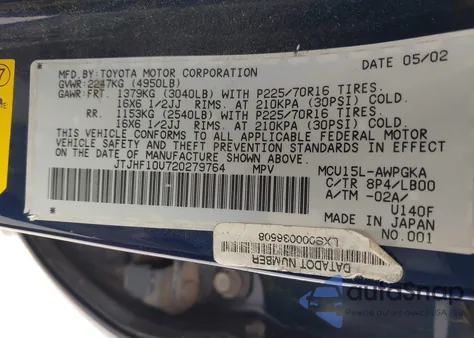 MFD.BY:TOYOTA MOTOR CORPORATION DATE 05/02
GVWR:2247KG (4950LB)
GAWR:FRT. 1379KG (3040LB) WITH P225/70R16 TIRES.
16X6 1/2JJ RIMS. AT 210KPA (30PSI) COLD.
RR. 1153KG (2540LB) WITH P225/70R16 TIRES.
16X6 1/2JJ RIMS. AT 210KPA (30PSI) COLD.
THIS VEHICLE CONFORMS TO ALL APPLICABLE FEDERAL MOTOR
VEHICLE SAFETY AND THEFT PREVENTION STANDARDS IN EFFECT
ON THE DATE OF MANUFACTURE SHOWN ABOVE.
JTJHF10U720279764 MPV MCU15L-AWPGKA
C/TR 8P4/LB00
A/TM -02A/ U140F
MADE IN JAPAN
NO.001
DATADOT NUMBER
7
autoSnap